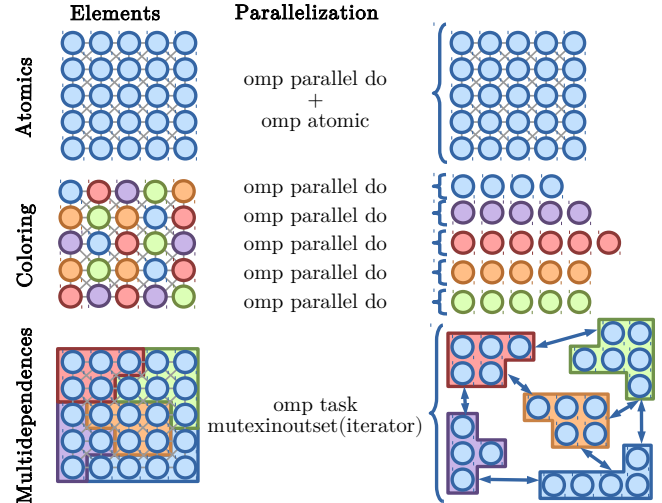 Elements
Parallelization
Atomics
omp parallel do
+
omp atomic
Coloring
omp parallel do
omp parallel do
omp parallel do
omp parallel do
omp parallel do
Multidependences
omp task
mutexinoutset(iterator)